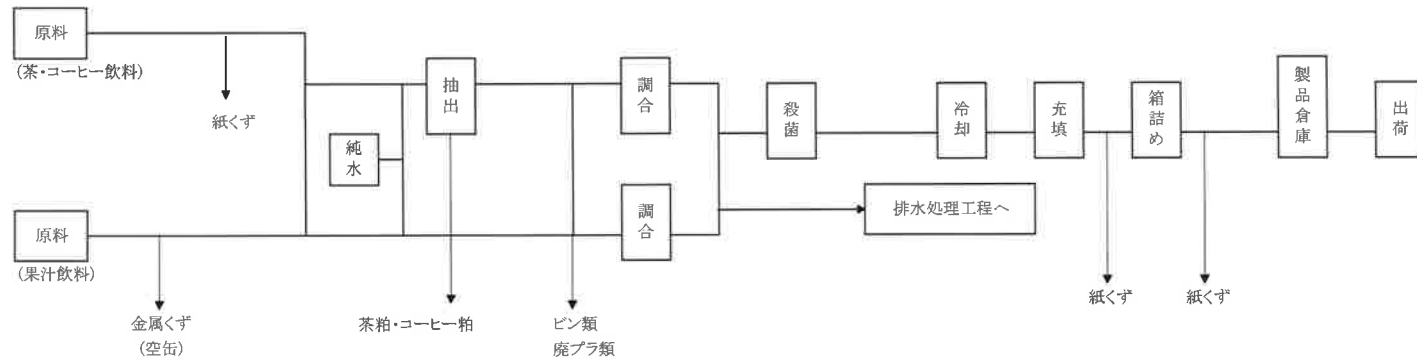 原料
(茶・コーヒー飲料)
紙くず
純水
抽出
調合
調合
殺菌
冷却
充填
箱詰め
製品倉庫
出荷
排水処理工程へ
原料
(果汁飲料)
金属くず
(空缶)
茶粕・コーヒー粕
ビン類
廃プラ類
紙くず
紙くず